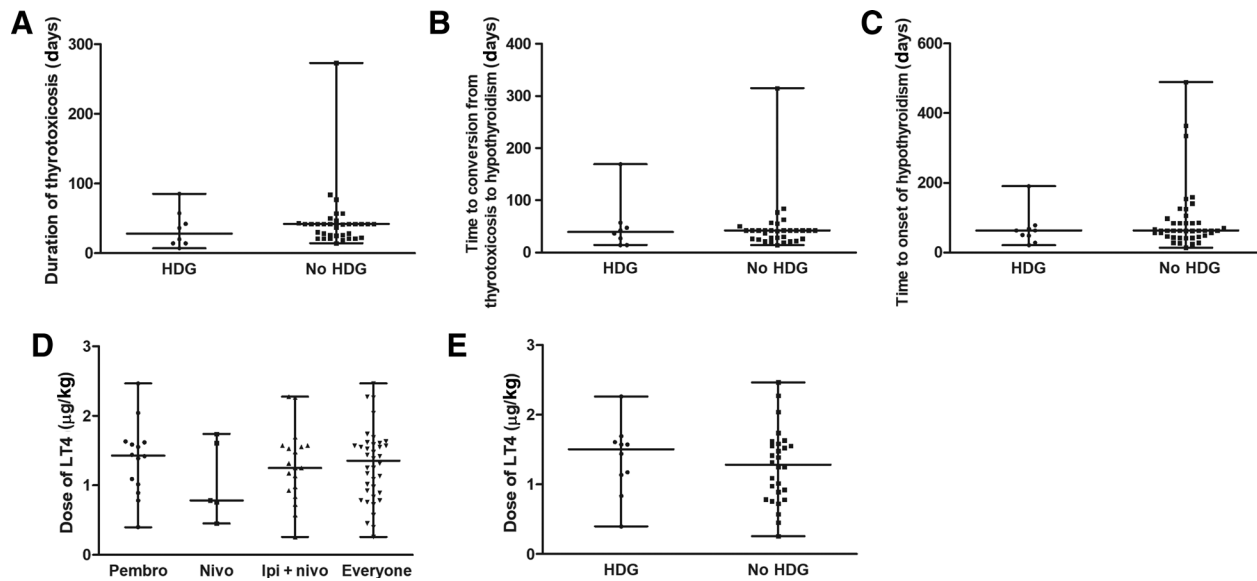 A
Duration of thyrotoxicosis (days)
300
200
100
0
HDG No HDG
B
Time to conversion from
thyrotoxicosis to hypothyroidism (days)
400
300
200
100
0
HDG No HDG
C
Time to onset of hypothyroidism (days)
600
400
200
0
HDG No HDG
D
Dose of LT4 (µg/kg)
3
2
1
0
Pembro Nivo Ipi + nivo Everyone
E
Dose of LT4 (µg/kg)
3
2
1
0
HDG No HDG